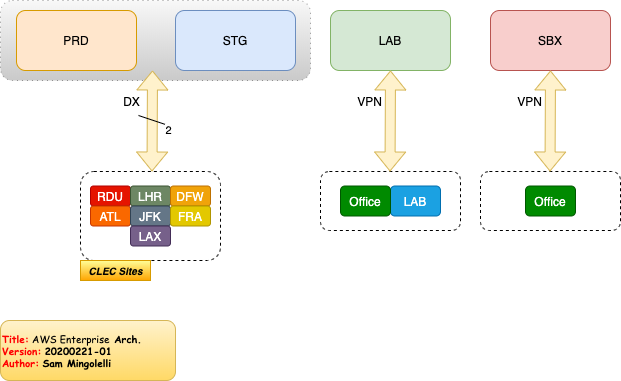 PRD
STG
LAB
SBX
DX
2
VPN
VPN
RDU LHR DFW
ATL JFK FRA
LAX
CLEC Sites
Office LAB
Office
Title: AWS Enterprise Arch.
Version: 20200221-01
Author: Sam Mingolelli